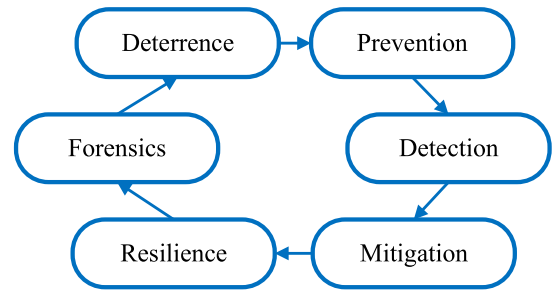 Deterrence
Prevention
Forensics
Detection
Resilience
Mitigation